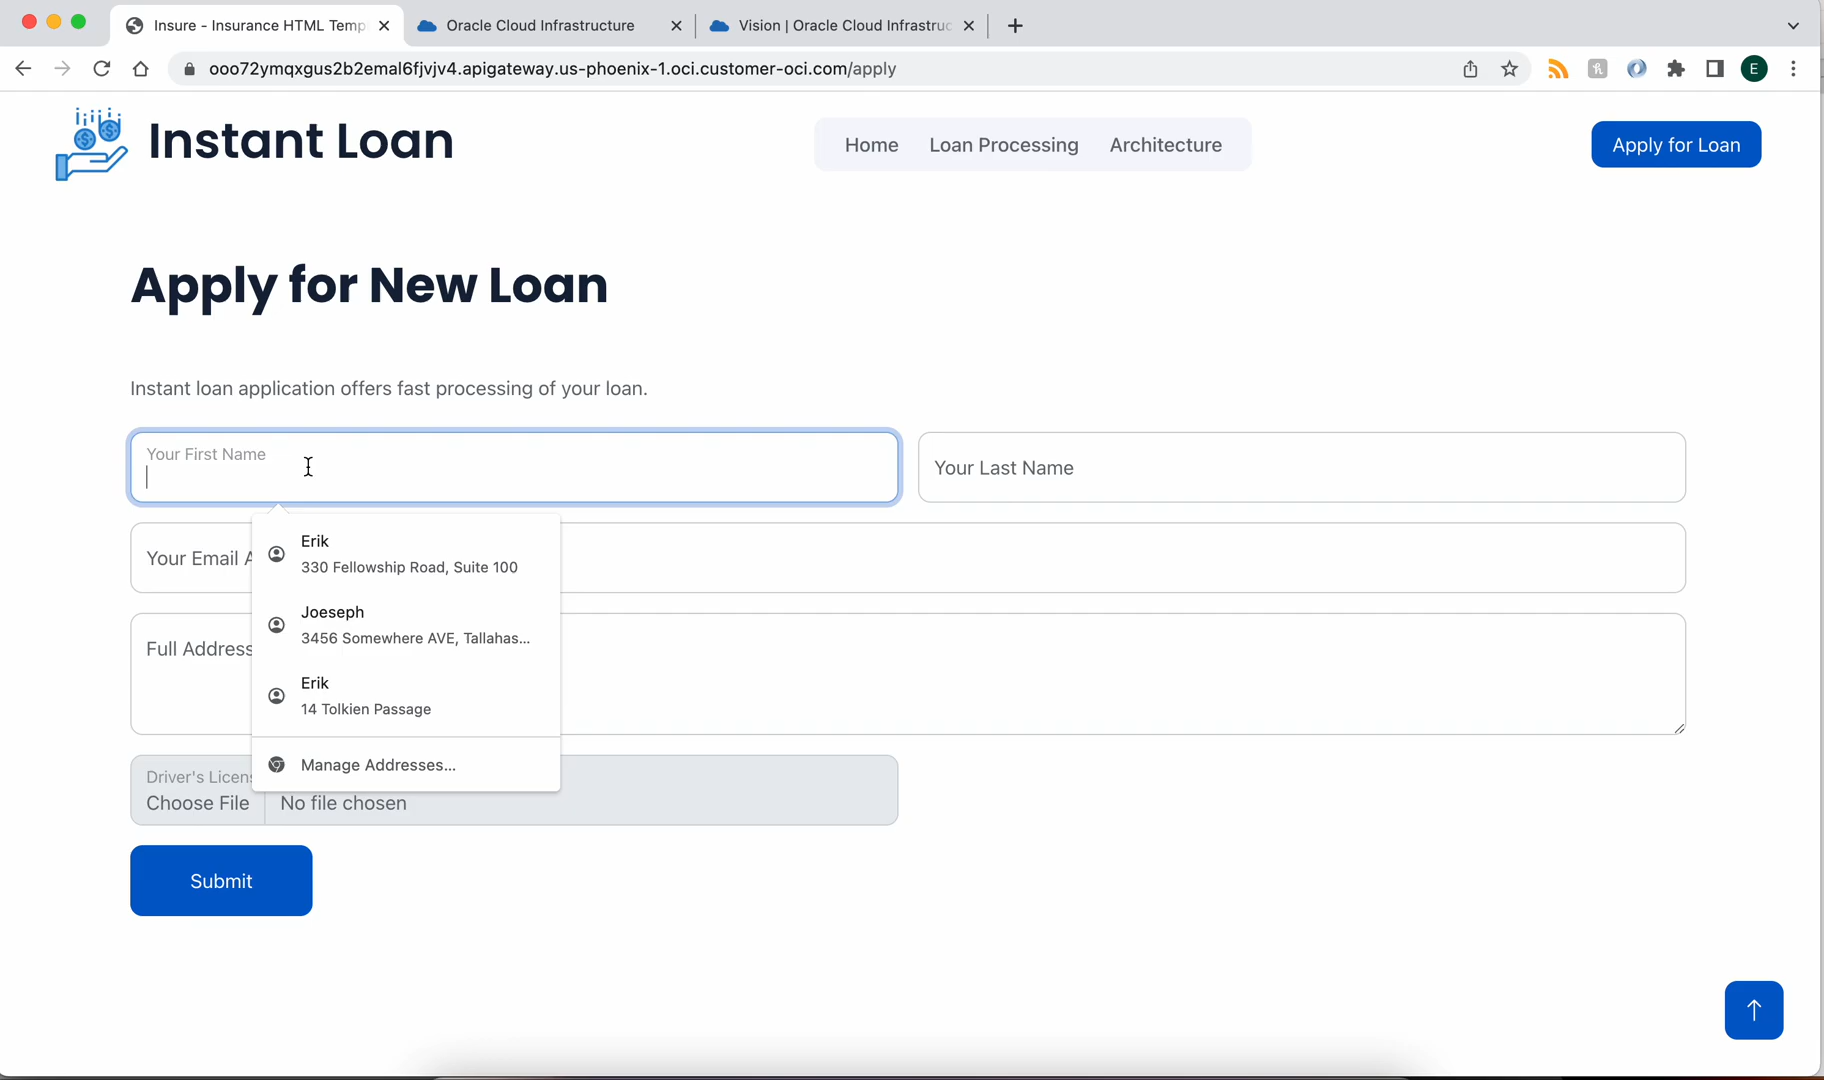 Insure - Insurance HTML Temp
Oracle Cloud Infrastructure
Vision | Oracle Cloud Infrastruc
ooo72ymqxgus2b2emal6fjvjv4.apigateway.us-phoenix-1.oci.customer-oci.com/apply
E
Instant Loan
Home
Loan Processing
Architecture
Apply for Loan
Apply for New Loan
Instant loan application offers fast processing of your loan.
Your First Name
Your Last Name
Erik
330 Fellowship Road, Suite 100
Your Email A
Joeseph
3456 Somewhere AVE, Tallahas...
Full Address
Erik
14 Tolkien Passage
Manage Addresses...
Driver's Licens
Choose File
No file chosen
Submit